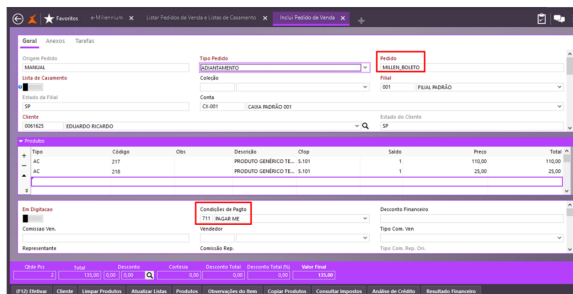 Favoritos e-Millennium × Listar Pedidos de Venda e Listas de Casamento × Inclui Pedido de Venda × +
Geral Anexos Tarefas
Origem Pedido Tipo Pedido Pedido
MANUAL ADIANTAMENTO MILLEN_BOLETO
Lista de Casamento Coleção Filial
001 FILIAL PADRÃO
Estado da Filial Conta
SP CX-001 CAIXA PADRÃO 001
Cliente Estado do Cliente
0061625 EDUARDO RICARDO SP
Produtos
Tipo Código Obs Descrição Cfop Saldo Preco Total
AC 217 PRODUTO GENÉRICO TE... 5.101 1 110,00 110,00
AC 218 PRODUTO GENÉRICO TE... 5.101 1 25,00 25,00
Em Digitacao Condições de Pagto Desconto Financeiro
711 PAGAR ME
Comissao Ven. Vendedor Tipo Com. Ven
Representante Comissão Rep. Tipo Com. Rep. On.
Qtde Pcs Total Desconto Cortesia Desconto Total Desconto Total (%) Valor Final
2 135,00 0,00 0,00 0,00 0,00 0,00 135,00
(F12) Efetivar Cliente Limpar Produtos Atualizar Listas Produtos Observações do Item Copiar Produtos Consultar Impostos Análise de Crédito Resultado Financeiro